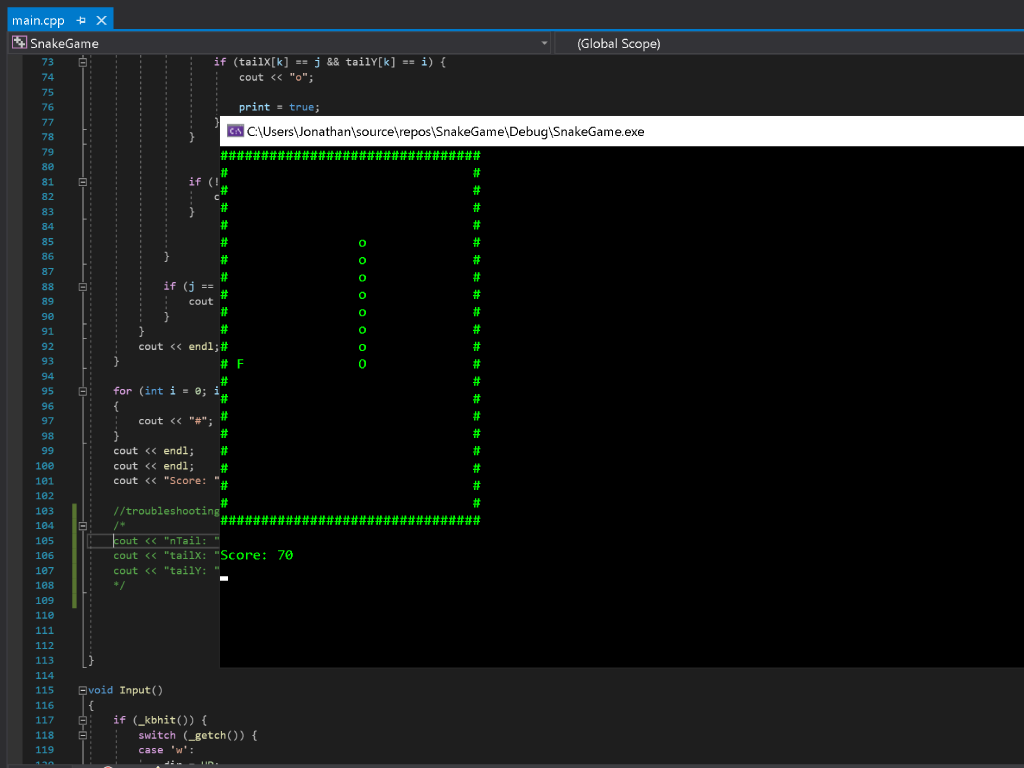 main.cpp
SnakeGame
(Global Scope)
73 if (tailX[k] == j && tailY[k] == i) {
74 cout << "o";
75
76 print = true;
77 }
78 }
79
80
81 if (!
82 c
83 }
84
85
86 }
87
88 if (j ==
89 cout
90 }
91 }
92 cout << endl;
93 }
94
95 for (int i = 0; i
96 {
97 cout << "#";
98 }
99 cout << endl;
100 cout << endl;
101 cout << "Score: "
102
103 //troubleshooting
104 /*
105 cout << "nTail: "
106 cout << "tailX: "
107 cout << "tailY: "
108 */
109
110
111
112
113 }
114
115 void Input()
116 {
117 if (_kbhit()) {
118 switch (_getch()) {
119 case 'w':
120 dir = UP;
C:\Users\Jonathan\source\repos\SnakeGame\Debug\SnakeGame.exe
################################
# #
# #
# #
# #
# o #
# o #
# o #
# o #
# o #
# o #
# o #
# F O #
# #
# #
# #
# #
# #
# #
# #
# #
################################
Score: 70